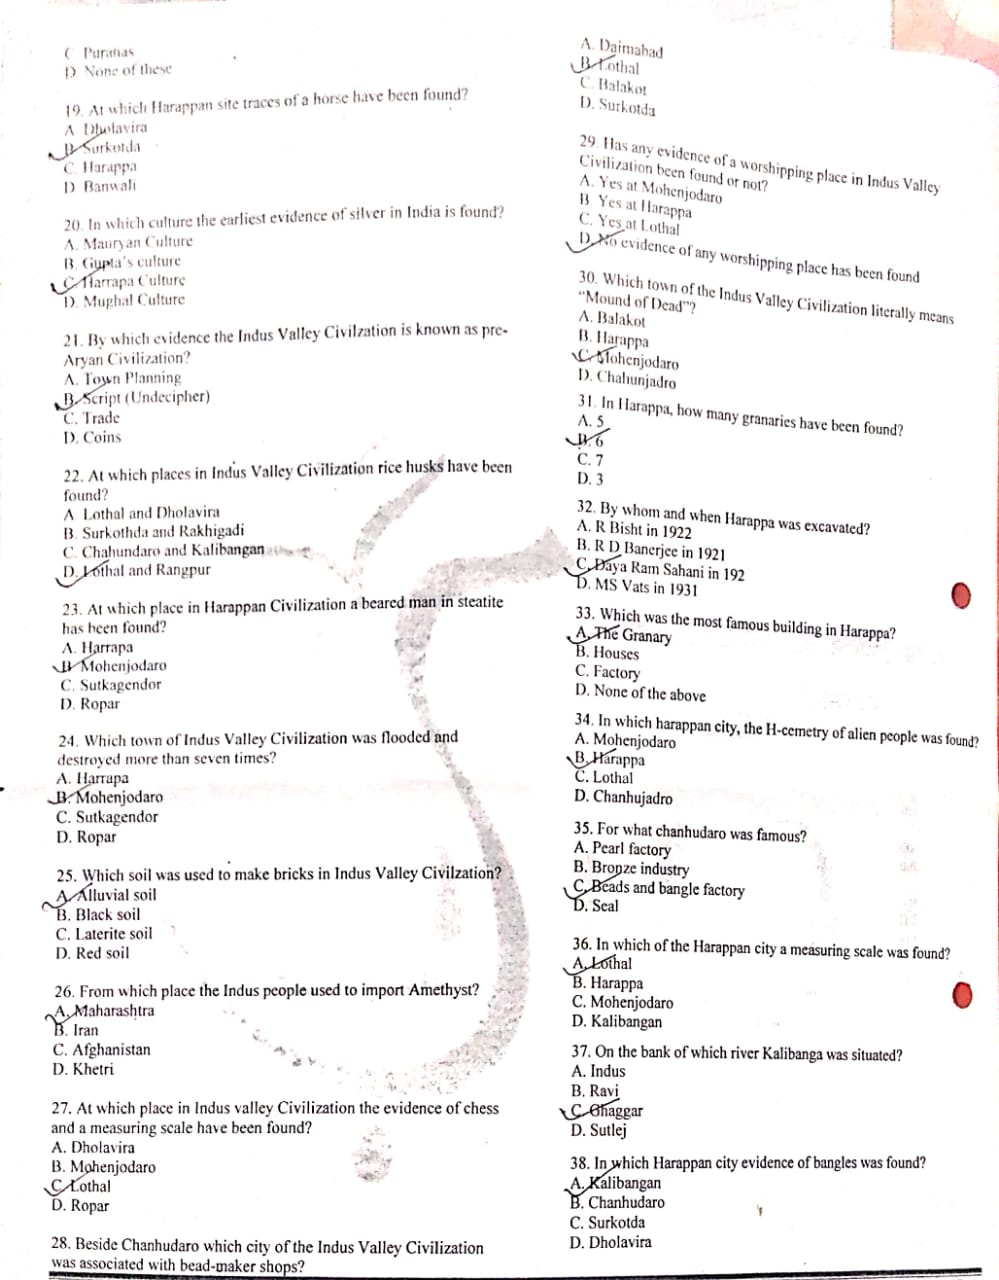 C Puranas
D None of these
19. At which Harappan site traces of a horse have been found?
A Dholavira
B Surkotda
C. Harappa
D Banwali
20. In which culture the earliest evidence of silver in India is found?
A. Mauryan Culture
B. Gupta's culture
C. Harrapa Culture
D. Mughal Culture
21. By which evidence the Indus Valley Civilzation is known as pre-
Aryan Civilization?
A. Town Planning
B. Script (Undecipher)
C. Trade
D. Coins
22. At which places in Indus Valley Civilization rice husks have been
found?
A Lothal and Dholavira
B. Surkothda and Rakhigadi
C. Chahundaro and Kalibangan
D. Lothal and Rangpur
23. At which place in Harappan Civilization a beared man in steatite
has been found?
A. Harrapa
B Mohenjodaro
C. Sutkagendor
D. Ropar
24. Which town of Indus Valley Civilization was flooded and
destroyed more than seven times?
A. Harrapa
B. Mohenjodaro
C. Sutkagendor
D. Ropar
25. Which soil was used to make bricks in Indus Valley Civilzation?
A. Alluvial soil
B. Black soil
C. Laterite soil
D. Red soil
26. From which place the Indus people used to import Amethyst?
A. Maharashtra
B. Iran
C. Afghanistan
D. Khetri
27. At which place in Indus valley Civilization the evidence of chess
and a measuring scale have been found?
A. Dholavira
B. Mohenjodaro
C. Lothal
D. Ropar
28. Beside Chanhudaro which city of the Indus Valley Civilization
was associated with bead-maker shops?
A. Daimabad
B. Lothal
C. Balakot
D. Surkotda
29. Has any evidence of a worshipping place in Indus Valley
Civilization been found or not?
A. Yes at Mohenjodaro
B. Yes at Harappa
C. Yes at Lothal
D. No evidence of any worshipping place has been found
30. Which town of the Indus Valley Civilization literally means
“Mound of Dead”?
A. Balakot
B. Harappa
C. Mohenjodaro
D. Chahunjadro
31. In Harappa, how many granaries have been found?
A. 5
B. 6
C. 7
D. 3
32. By whom and when Harappa was excavated?
A. R Bisht in 1922
B. R D Banerjee in 1921
C. Daya Ram Sahani in 192
D. MS Vats in 1931
33. Which was the most famous building in Harappa?
A. The Granary
B. Houses
C. Factory
D. None of the above
34. In which harappan city, the H-cemetry of alien people was found?
A. Mohenjodaro
B. Harappa
C. Lothal
D. Chanhujadro
35. For what chanhudaro was famous?
A. Pearl factory
B. Bronze industry
C. Beads and bangle factory
D. Seal
36. In which of the Harappan city a measuring scale was found?
A. Lothal
B. Harappa
C. Mohenjodaro
D. Kalibangan
37. On the bank of which river Kalibanga was situated?
A. Indus
B. Ravi
C. Ghaggar
D. Sutlej
38. In which Harappan city evidence of bangles was found?
A. Kalibangan
B. Chanhudaro
C. Surkotda
D. Dholavira